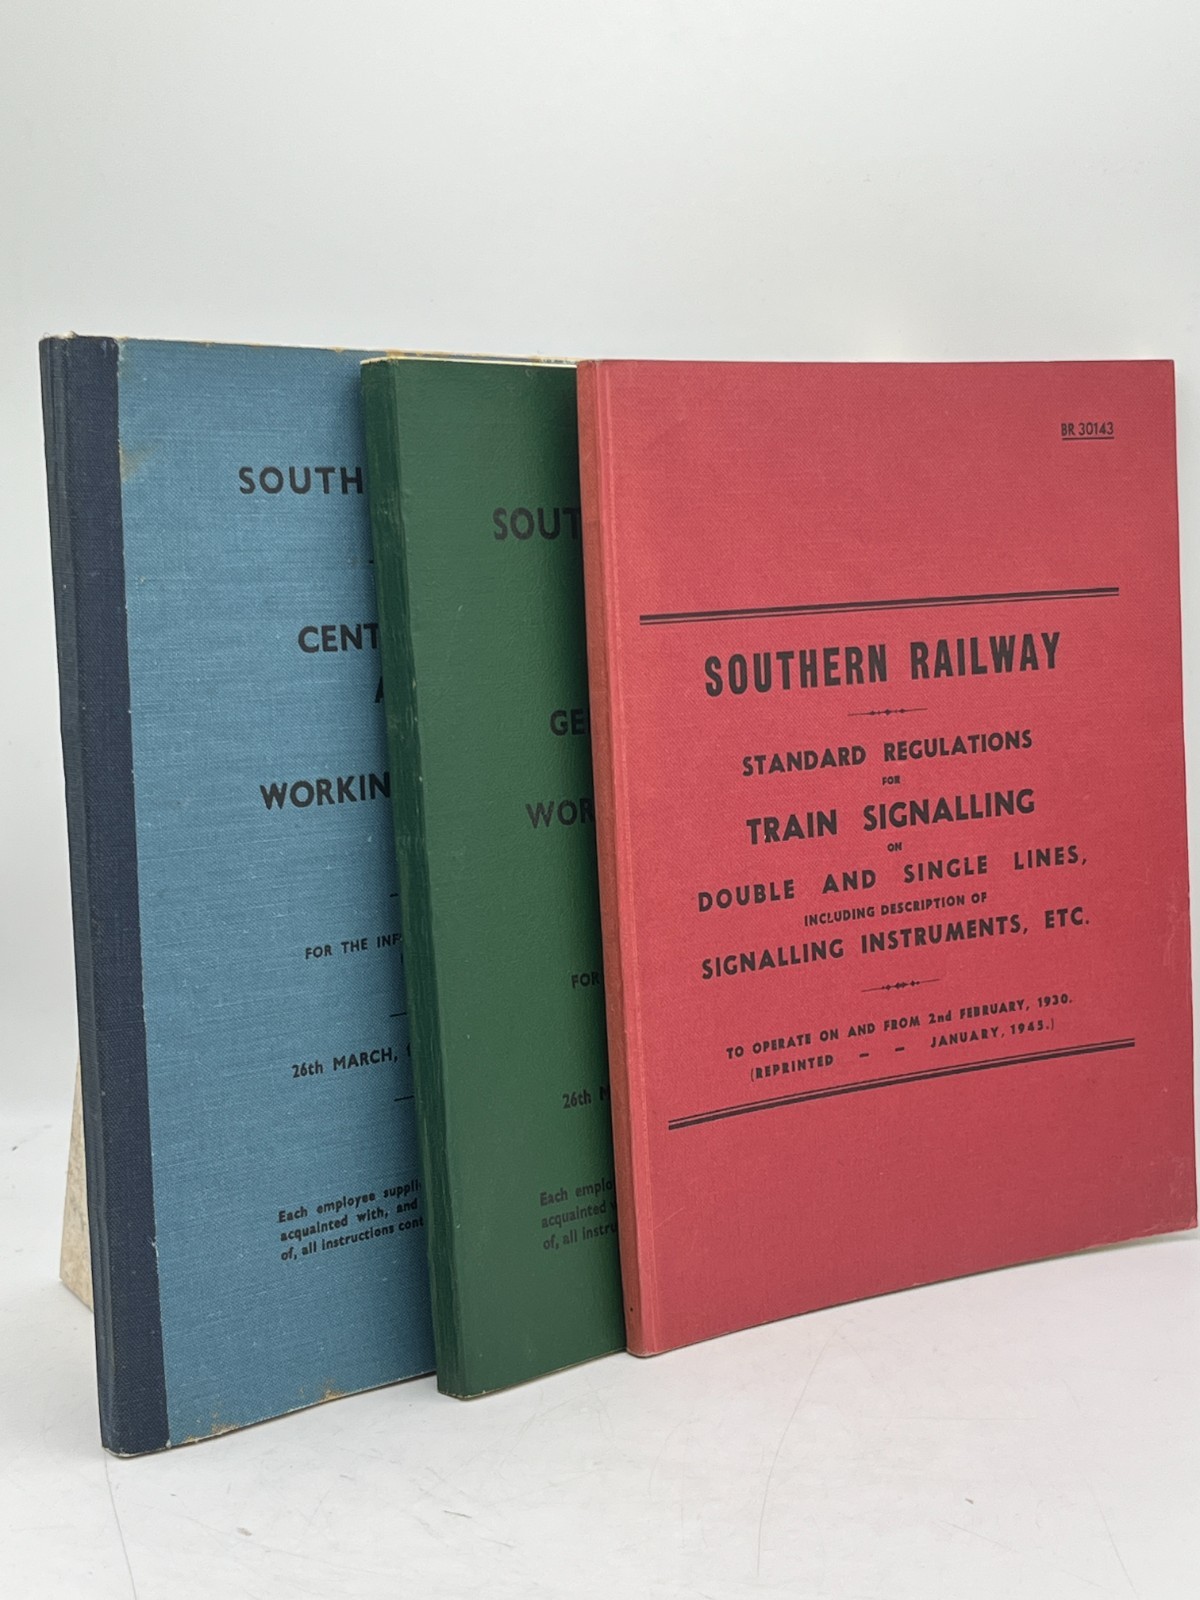 SOUTH
CENT
A
WORKIN
FOR THE INF
26th MARCH, 1
Each employee suppli
acquainted with, and
of, all instructions cont
SOUT
GE
WOR
FOR
26th M
Each emplo
acquainted
of, all instru
BR 30143
SOUTHERN RAILWAY
STANDARD REGULATIONS
FOR
TRAIN SIGNALLING
ON
DOUBLE AND SINGLE LINES,
INCLUDING DESCRIPTION OF
SIGNALLING INSTRUMENTS, ETC.
TO OPERATE ON AND FROM 2nd FEBRUARY, 1930.
(REPRINTED - - JANUARY, 1945.)